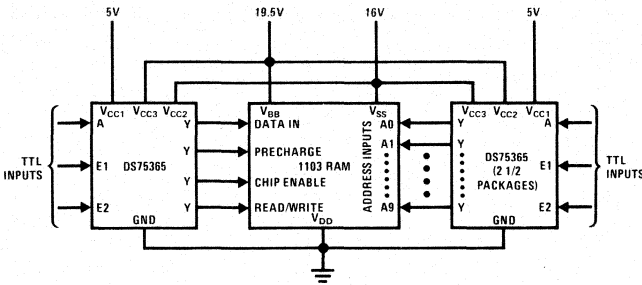 5V 19.5V 16V 5V
VCC1 VCC3 VCC2 VBB VSS VCC3 VCC2 VCC1
A Y DATA IN A0 Y A
Y PRECHARGE A1 Y
TTL INPUTS E1 DS75365 1103 RAM ADDRESS INPUTS DS75365 (2 1/2 PACKAGES) E1 TTL INPUTS
Y CHIP ENABLE
E2 Y READ/WRITE A9 Y E2
GND VDD GND